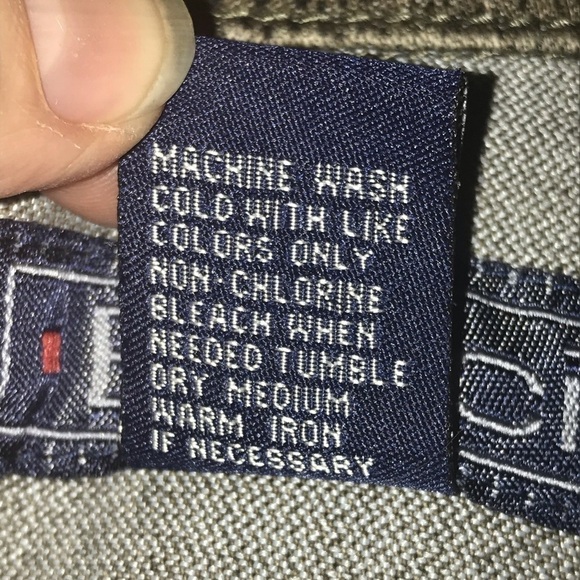 MACHINE WASH
COLD WITH LIKE
COLORS ONLY
NON-CHLORINE
BLEACH WHEN
NEEDED TUMBLE
DRY MEDIUM
WARM IRON
IF NECESSARY